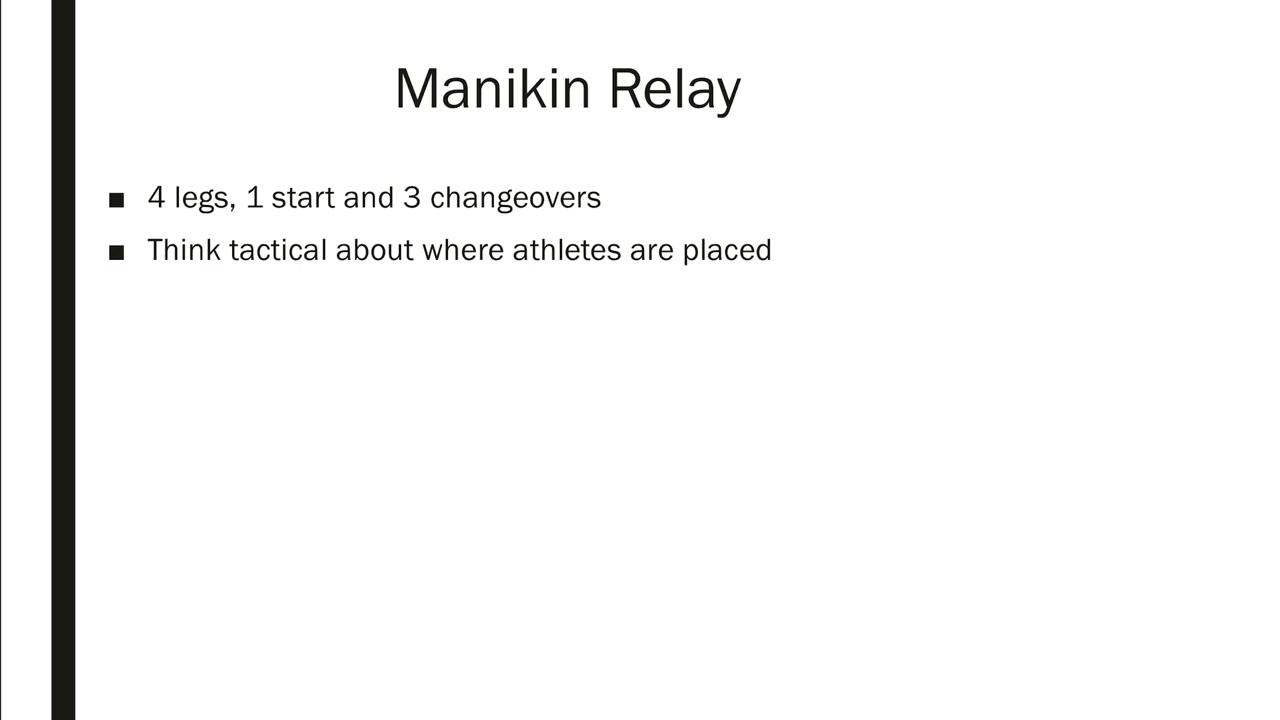 Manikin Relay
■ 4 legs, 1 start and 3 changeovers
■ Think tactical about where athletes are placed